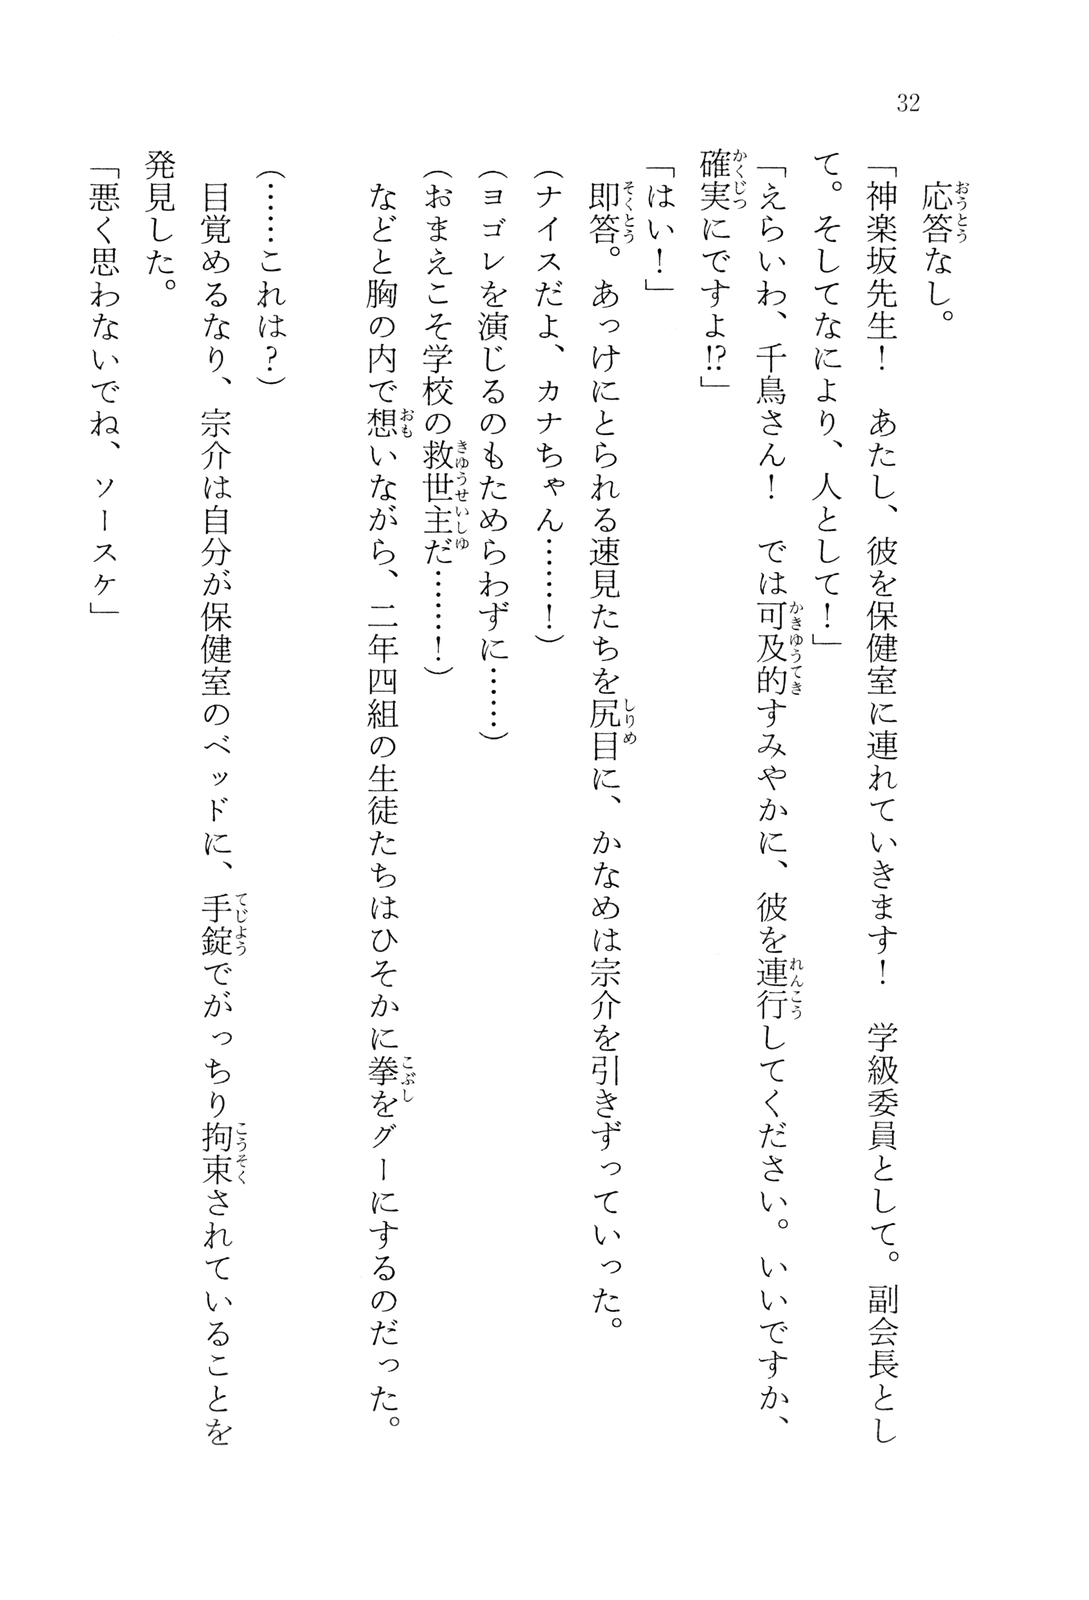 32
応答なし。
「神楽坂先生！　あたし、彼を保健室に連れていきます！　学級委員として。副会長とし
て。そしてなにより、人として！」
「えらいわ、千鳥さん！　では可及的すみやかに、彼を連行してください。いいですか、
確実にですよ⁉」
「はい！」
即答。あっけにとられる速見たちを尻目に、かなめは宗介を引きずっていった。
（ナイスだよ、カナちゃん……！）
（ヨゴレを演じるのもためらわずに……）
（おまえこそ学校の救世主だ……！）
などと胸の内で想いながら、二年四組の生徒たちはひそかに拳をグーにするのだった。
（……これは？）
目覚めるなり、宗介は自分が保健室のベッドに、手錠でがっちり拘束されていることを
発見した。
「悪く思わないでね、ソースケ」